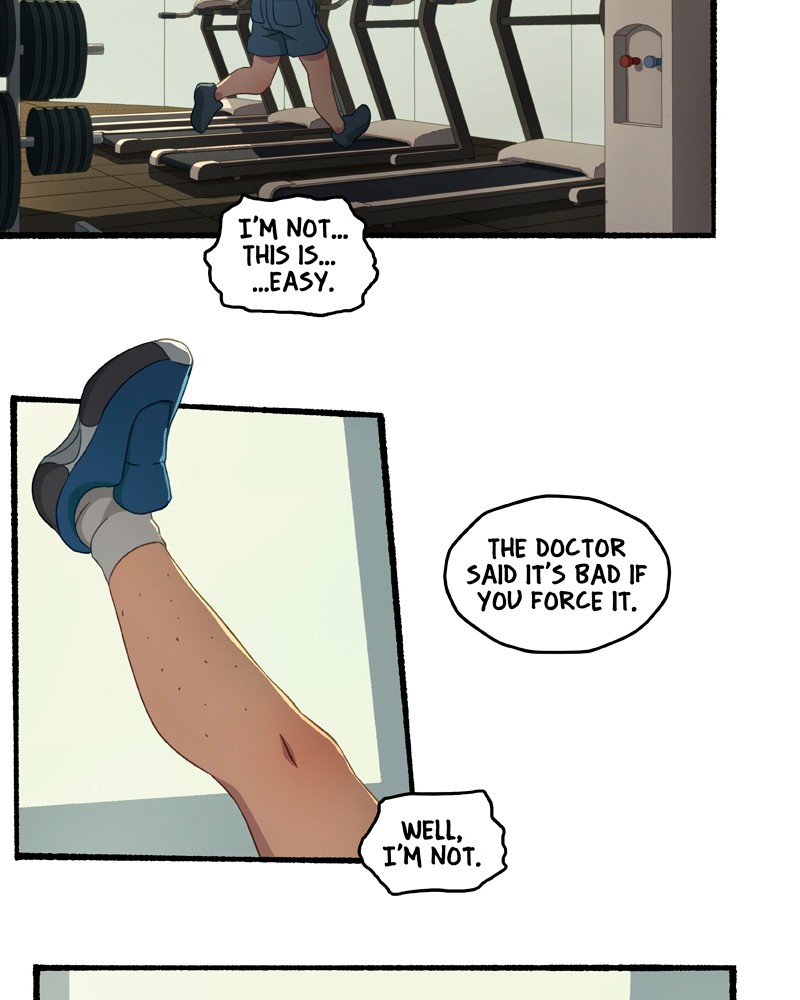 I'M NOT...
THIS IS...
...EASY.
THE DOCTOR
SAID IT'S BAD IF
YOU FORCE IT.
WELL,
I'M NOT.